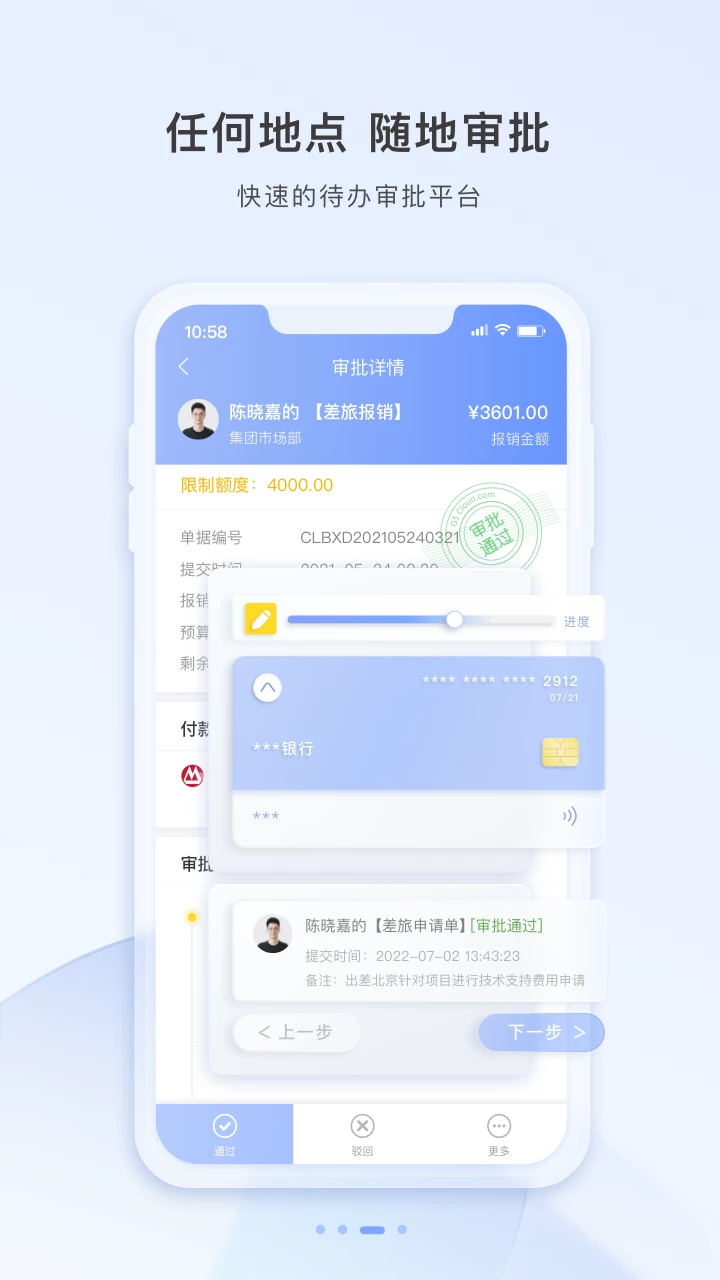 任何地点 随地审批
快速的待办审批平台
10:58
审批详情
陈晓嘉的 【差旅报销】
¥3601.00
集团市场部
报销金额
限制额度：4000.00
GS Cloud.com
审批
通过
单据编号
CLBXD202105240321
提交时间
2021-05-24 09:20
报销
预算
剩余
进度
**** **** **** 2912
07/21
***银行
***
付款
审批
陈晓嘉的【差旅申请单】[审批通过]
提交时间：2022-07-02 13:43:23
备注：出差北京针对项目进行技术支持费用申请
< 上一步
下一步 >
通过
驳回
更多